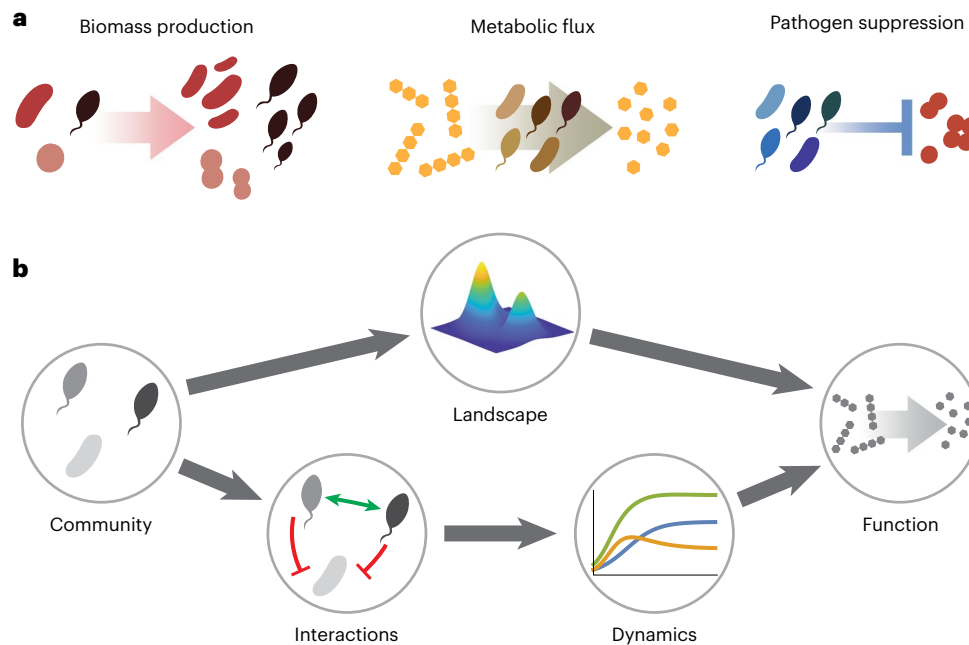 a
Biomass production
Metabolic flux
Pathogen suppression
b
Landscape
Community
Function
Interactions
Dynamics